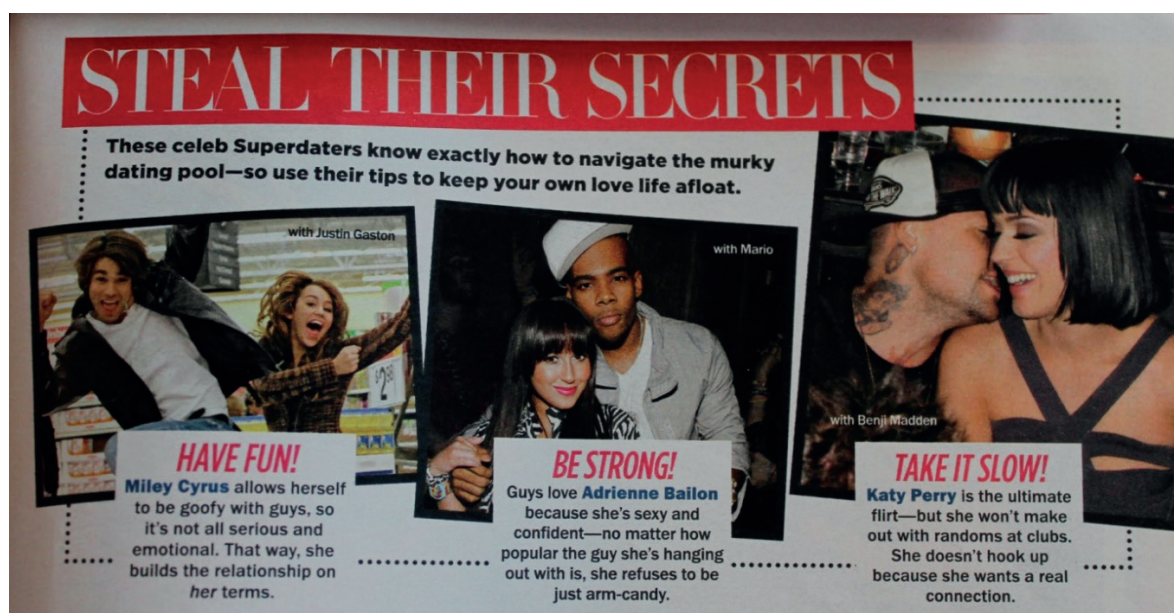 STEAL THEIR SECRETS
These celeb Superdaters know exactly how to navigate the murky
dating pool—so use their tips to keep your own love life afloat.
with Justin Gaston
$2.98
HAVE FUN!
Miley Cyrus allows herself
to be goofy with guys, so
it's not all serious and
emotional. That way, she
builds the relationship on
her terms.
with Mario
BE STRONG!
Guys love Adrienne Bailon
because she's sexy and
confident—no matter how
popular the guy she's hanging
out with is, she refuses to be
just arm-candy.
with Benji Madden
TAKE IT SLOW!
Katy Perry is the ultimate
flirt—but she won't make
out with randoms at clubs.
She doesn't hook up
because she wants a real
connection.